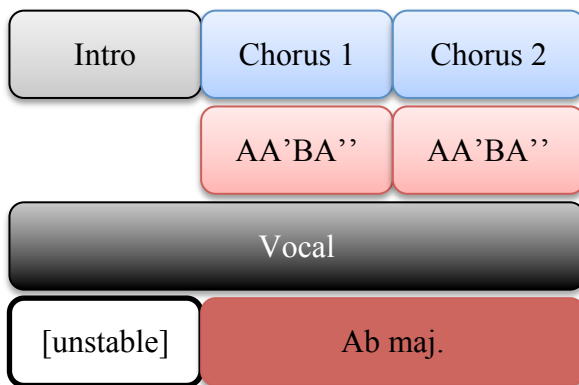 Intro Chorus 1 Chorus 2
AA’BA’’ AA’BA’’
Vocal
[unstable] Ab maj.